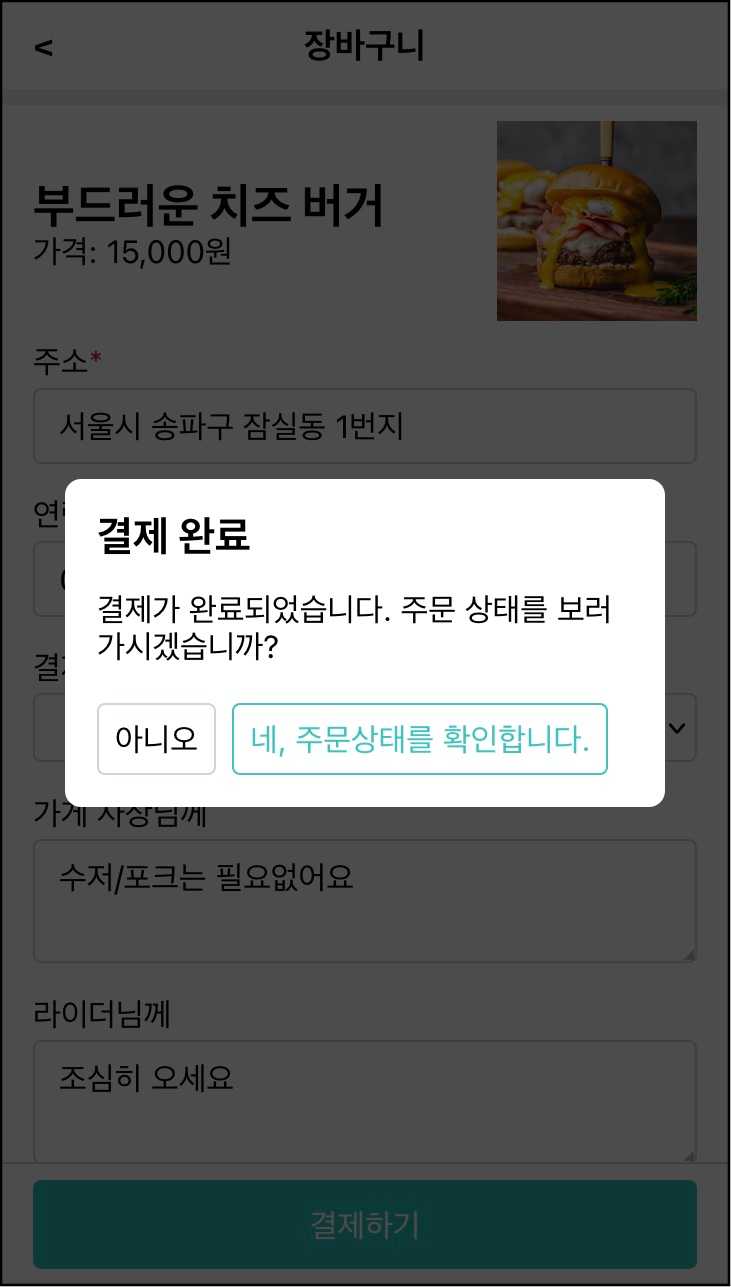 <
장바구니
부드러운 치즈 버거
가격: 15,000원
주소*
서울시 송파구 잠실동 1번지
결제 완료
결제가 완료되었습니다. 주문 상태를 보러
가시겠습니까?
아니오
네, 주문상태를 확인합니다.
가게 사장님께
수저/포크는 필요없어요
라이더님께
조심히 오세요
결제하기